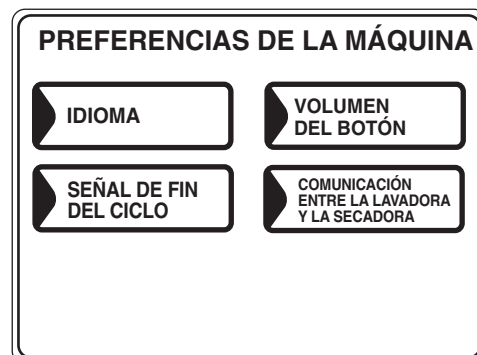 PREFERENCIAS DE LA MÁQUINA
IDIOMA
VOLUMEN
DEL BOTÓN
SEÑAL DE FIN
DEL CICLO
COMUNICACIÓN
ENTRE LA LAVADORA
Y LA SECADORA